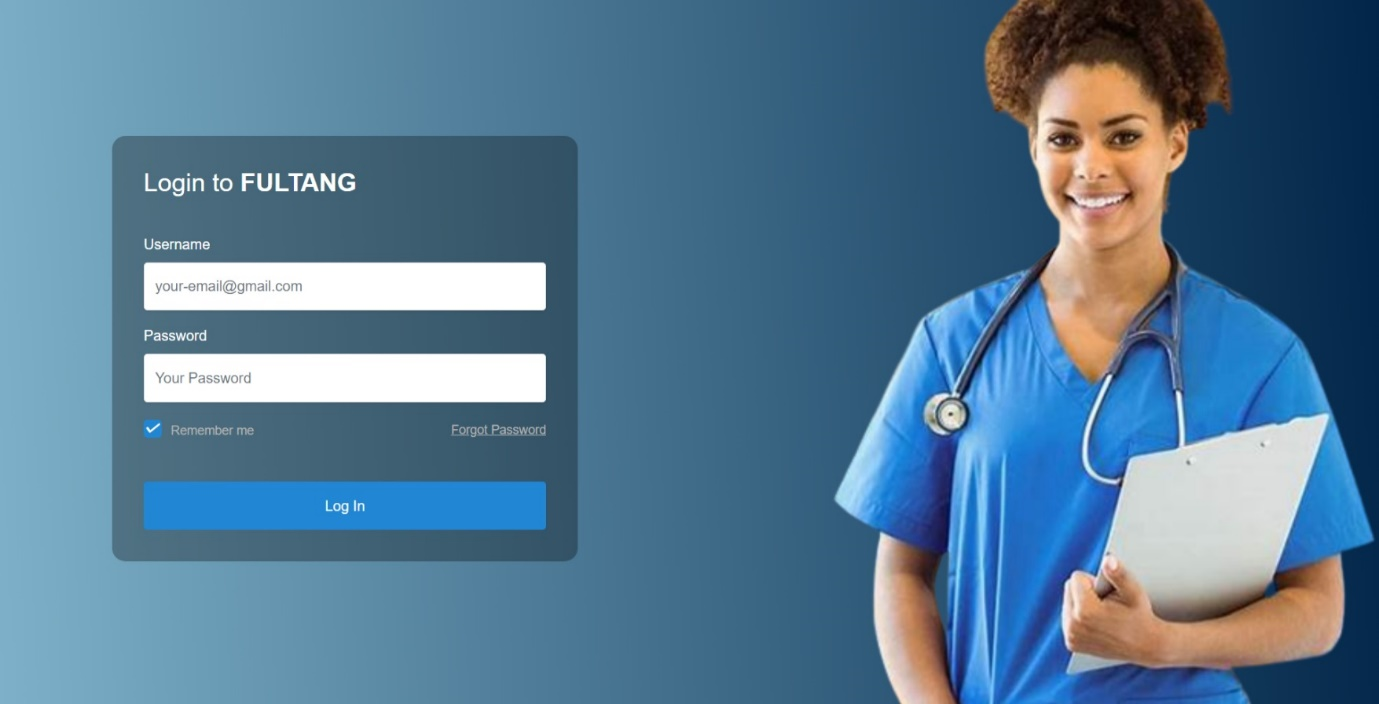 Login to FULTANG
Username
your-email@gmail.com
Password
Your Password
Remember me
Forgot Password
Log In